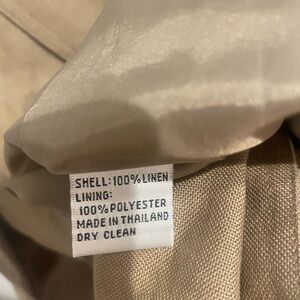 SHELL: 100% LINEN
LINING:
100% POLYESTER
MADE IN THAILAND
DRY CLEAN